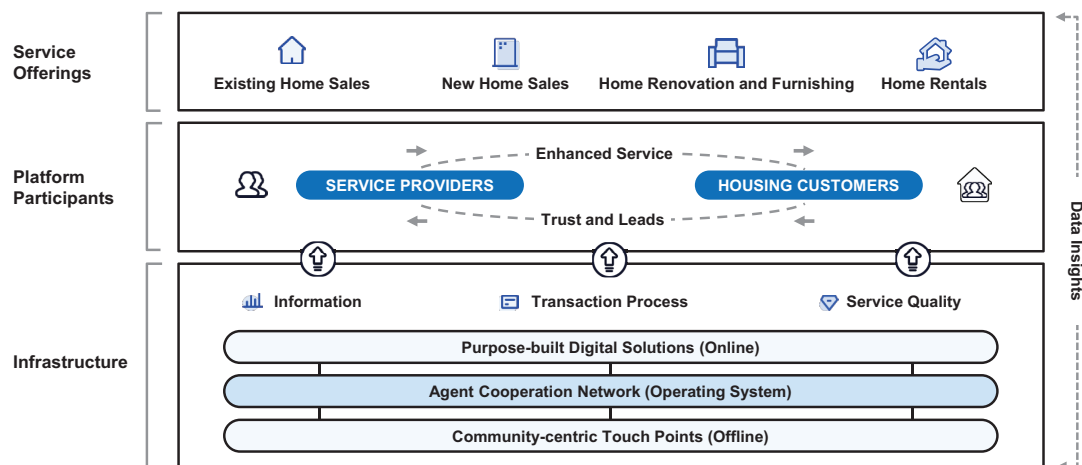 Service
Offerings
Existing Home Sales
New Home Sales
Home Renovation and Furnishing
Home Rentals
Platform
Participants
Enhanced Service
SERVICE PROVIDERS
HOUSING CUSTOMERS
Trust and Leads
Data Insights
Infrastructure
Information
Transaction Process
Service Quality
Purpose-built Digital Solutions (Online)
Agent Cooperation Network (Operating System)
Community-centric Touch Points (Offline)